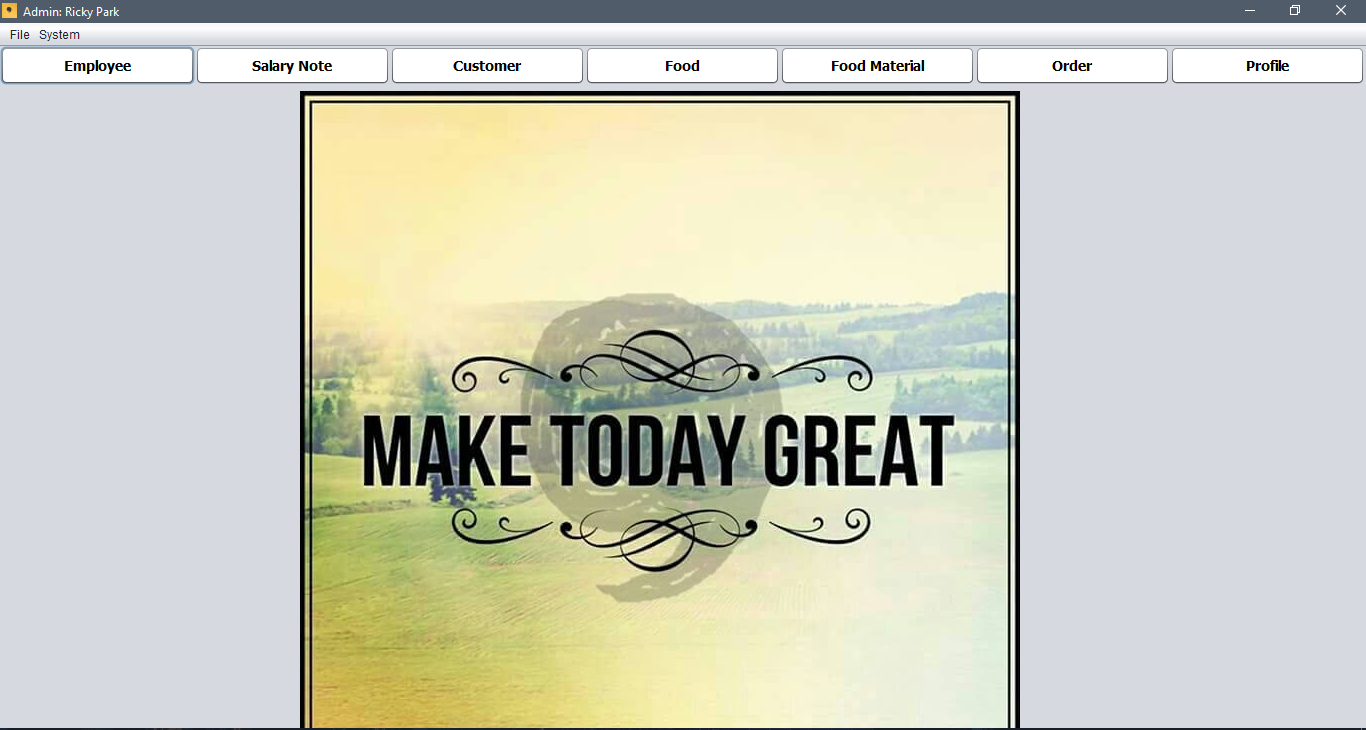 Admin: Ricky Park
File System
Employee Salary Note Customer Food Food Material Order Profile
MAKE TODAY GREAT